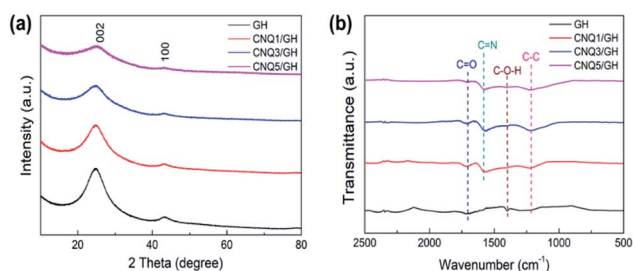 (a)
GH
CNQ1/GH
CNQ3/GH
CNQ5/GH
002
100
Intensity (a.u.)
20 40 60 80
2 Theta (degree)
(b)
GH
CNQ1/GH
CNQ3/GH
CNQ5/GH
C=N
C=O
C-O-H
C-C
Transmittance (a.u.)
2500 2000 1500 1000 500
Wavenumber (cm⁻¹)